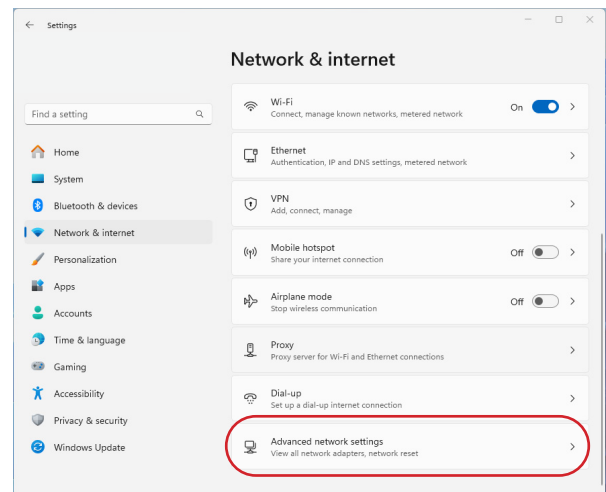 Settings
Network & internet
Find a setting
Home
System
Bluetooth & devices
Network & internet
Personalization
Apps
Accounts
Time & language
Gaming
Accessibility
Privacy & security
Windows Update
Wi-Fi
Connect, manage known networks, metered network
On
Ethernet
Authentication, IP and DNS settings, metered network
VPN
Add, connect, manage
Mobile hotspot
Share your internet connection
Off
Airplane mode
Stop wireless communication
Off
Proxy
Proxy server for Wi-Fi and Ethernet connections
Dial-up
Set up a dial-up internet connection
Advanced network settings
View all network adapters, network reset